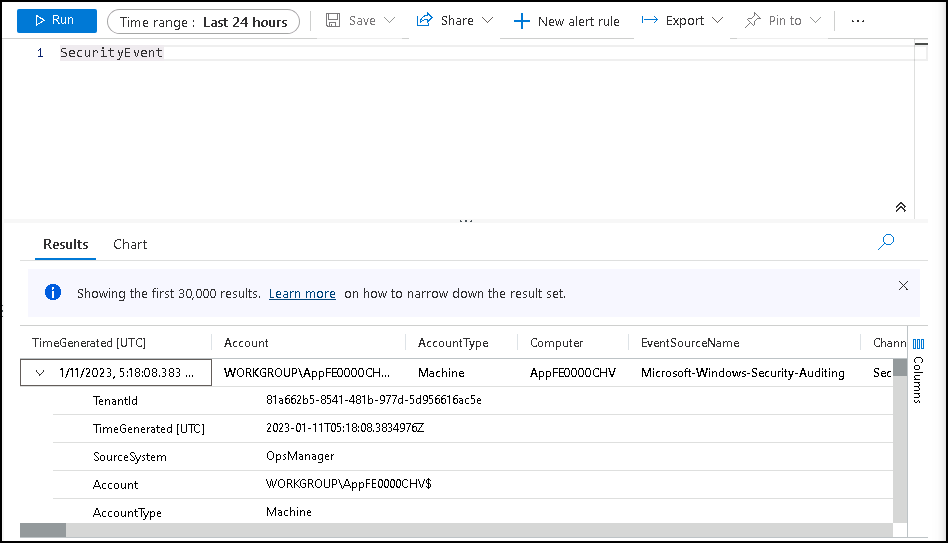 Run Time range : Last 24 hours Save Share New alert rule Export Pin to ...
1 SecurityEvent
...
Results Chart
Showing the first 30,000 results. Learn more on how to narrow down the result set.
TimeGenerated [UTC] Account AccountType Computer EventSourceName Chann
1/11/2023, 5:18:08.383 ... WORKGROUP\AppFE0000CH... Machine AppFE0000CHV Microsoft-Windows-Security-Auditing Sec
Columns
TenantId 81a662b5-8541-481b-977d-5d956616ac5e
TimeGenerated [UTC] 2023-01-11T05:18:08.3834976Z
SourceSystem OpsManager
Account WORKGROUP\AppFE0000CHV$
AccountType Machine